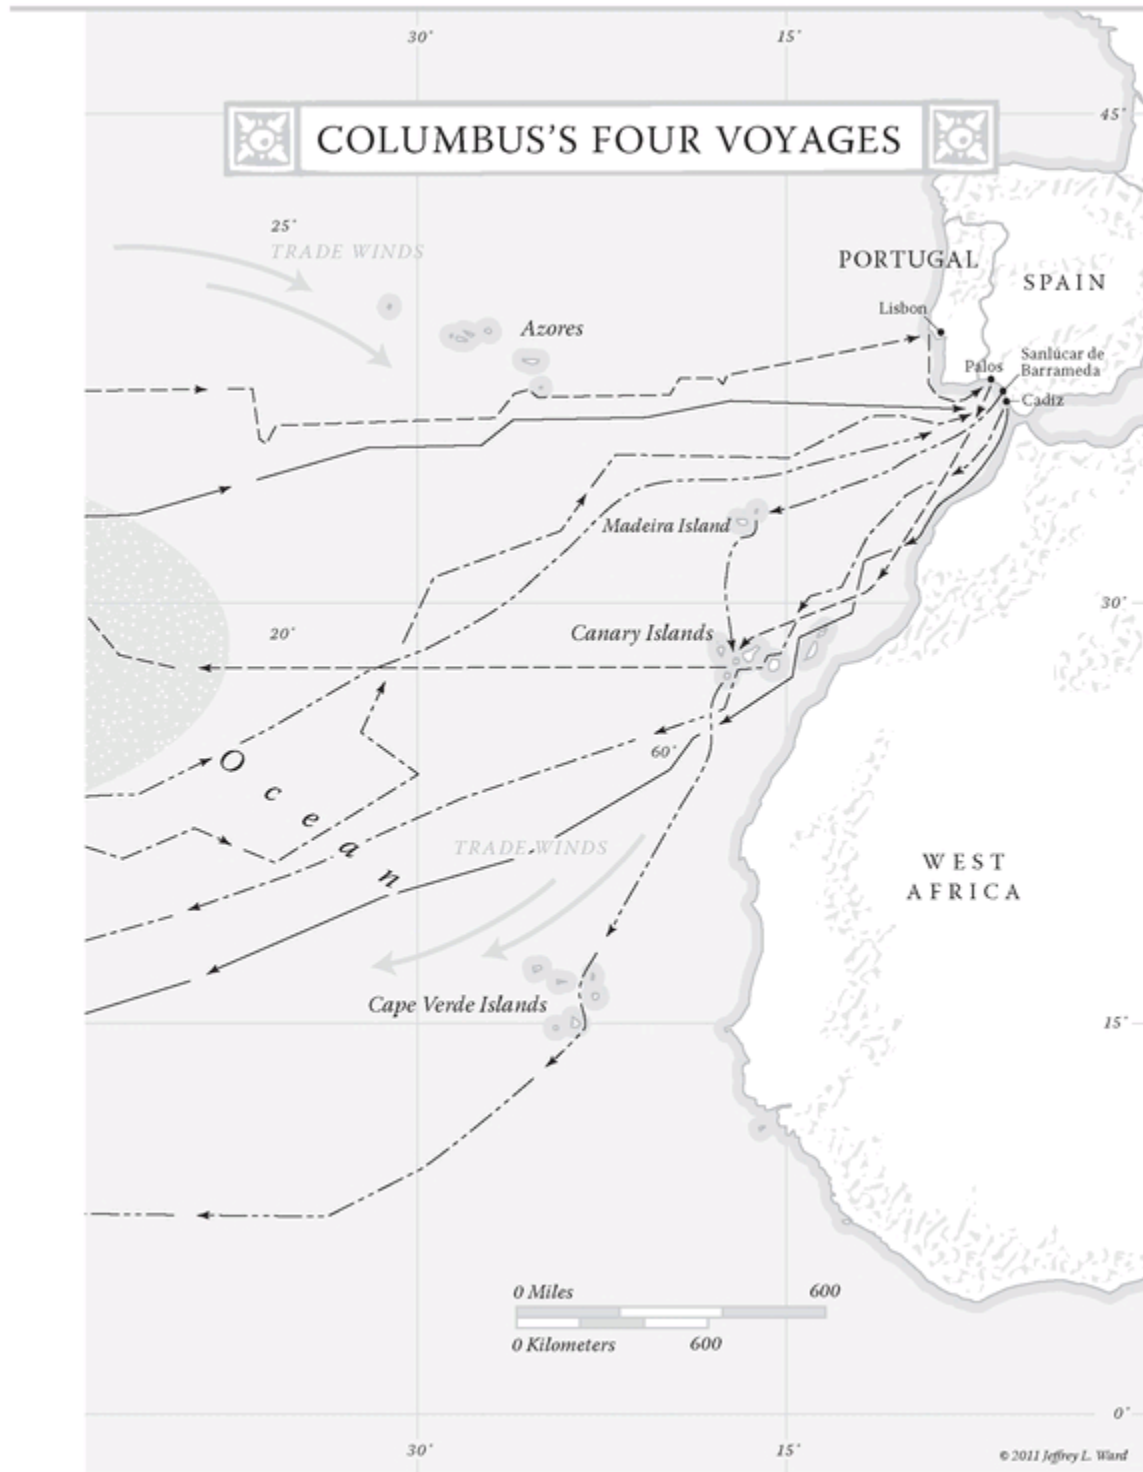 30°
15°
45°
COLUMBUS'S FOUR VOYAGES
25°
TRADE WINDS
PORTUGAL
SPAIN
Lisbon
Azores
Palos
Sanlúcar de
Barrameda
Cadiz
Madeira Island
30°
20°
Canary Islands
60°
Ocean
TRADE WINDS
WEST
AFRICA
Cape Verde Islands
15°
0 Miles
600
0 Kilometers
600
0°
30°
15°
© 2011 Jeffrey L. Ward